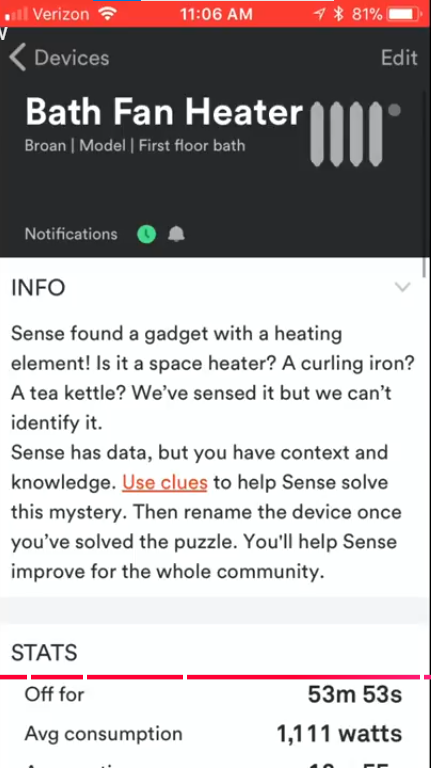 Verizon 11:06 AM 81%
Devices Edit
Bath Fan Heater
Broan | Model | First floor bath
Notifications
INFO
Sense found a gadget with a heating
element! Is it a space heater? A curling iron?
A tea kettle? We've sensed it but we can't
identify it.
Sense has data, but you have context and
knowledge. Use clues to help Sense solve
this mystery. Then rename the device once
you've solved the puzzle. You'll help Sense
improve for the whole community.
STATS
Off for 53m 53s
Avg consumption 1,111 watts